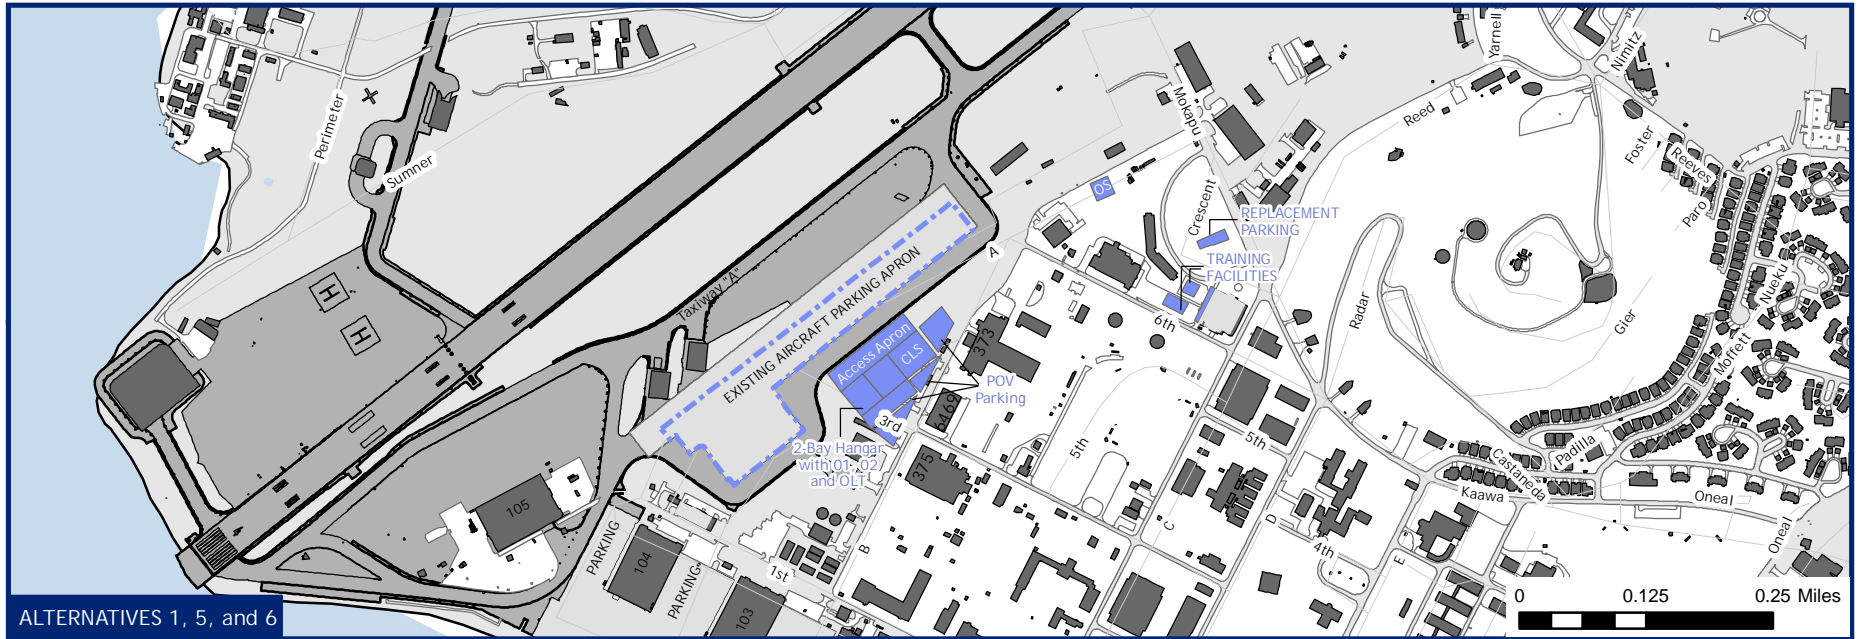 Yarnell
Nimitz
Mokapu
Reed
Perimeter
Foster
Reeves
Sumner
OS
Crescent
Paro
REPLACEMENT
PARKING
A
TRAINING
FACILITIES
H
H
Taxiway "A"
EXISTING AIRCRAFT PARKING APRON
Nueku
Radar
Gier
6th
373
Access Apron
CLS
Moffett
POV
Parking
6469
3rd
5th
5th
2-Bay Hangar
with 01, 02
and OLT
375
Padilla
Castaneda
Kaawa
Oneal
Oneal
105
PARKING
104
PARKING
103
1st
B
C
D
E
4th
0
0.125
0.25 Miles
ALTERNATIVES 1, 5, and 6